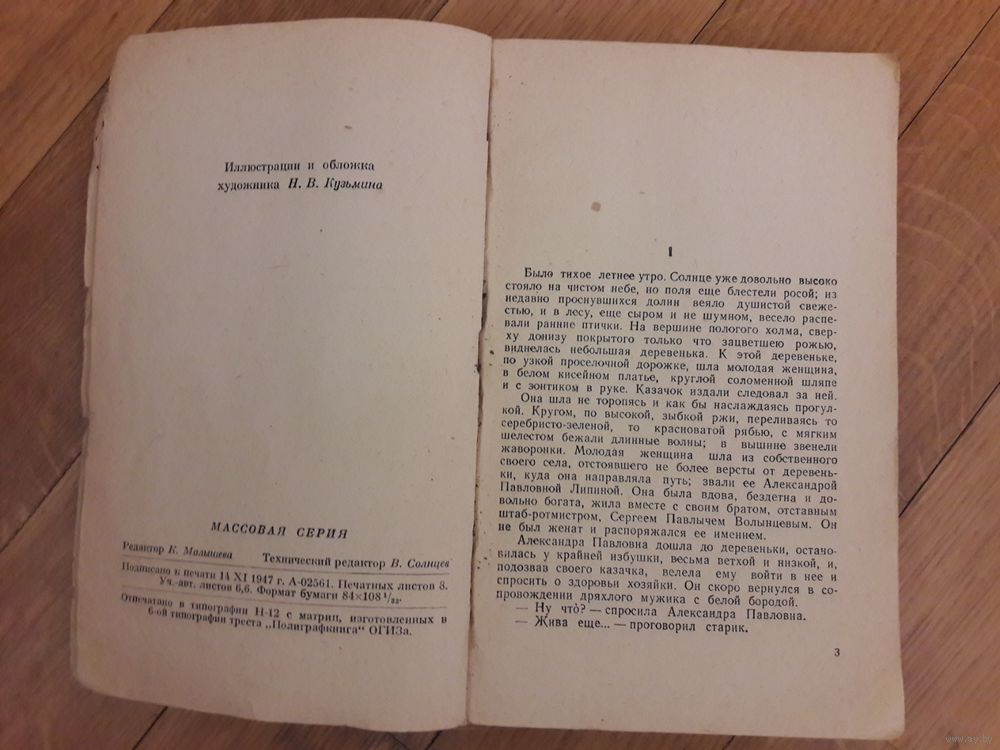 Иллюстрации и обложка
художника Н. В. Кузьмина
МАССОВАЯ СЕРИЯ
Редактор К. Малышева Технический редактор В. Солнцев
Подписано к печати 14 XI 1947 г. А-02561. Печатных листов 8.
Уч.-авт. листов 6,6. Формат бумаги 84×108 1/32.
Отпечатано в типографии Н-12 с матриц, изготовленных в
6-ой типографии треста „Полиграфкнига“ ОГИЗа.
I
Было тихое летнее утро. Солнце уже довольно высоко
стояло на чистом небе, но поля еще блестели росой; из
недавно проснувшихся долин веяло душистой свеже-
стью, и в лесу, еще сыром и не шумном, весело распе-
вали ранние птички. На вершине пологого холма, свер-
ху донизу покрытого только что зацветшею рожью,
виднелась небольшая деревенька. К этой деревеньке,
по узкой проселочной дорожке, шла молодая женщина,
в белом кисейном платье, круглой соломенной шляпе
и с зонтиком в руке. Казачок издали следовал за ней.
Она шла не торопясь и как бы наслаждаясь прогул-
кой. Кругом, по высокой, зыбкой ржи, переливаясь то
серебристо-зеленой, то красноватой рябью, с мягким
шелестом бежали длинные волны; в вышине звенели
жаворонки. Молодая женщина шла из собственного
своего села, отстоявшего не более версты от деревень-
ки, куда она направляла путь; звали ее Александрой
Павловной Липиной. Она была вдова, бездетна и до-
вольно богата, жила вместе с своим братом, отставным
штаб-ротмистром, Сергеем Павлычем Волынцевым. Он
не был женат и распоряжался ее имением.
Александра Павловна дошла до деревеньки, остано-
вилась у крайней избушки, весьма ветхой и низкой, и,
подозвав своего казачка, велела ему войти в нее и
спросить о здоровьи хозяйки. Он скоро вернулся в со-
провождении дряхлого мужика с белой бородой.
— Ну что̀? — спросила Александра Павловна.
— Жива еще... — проговорил старик.
3
www.ay.by